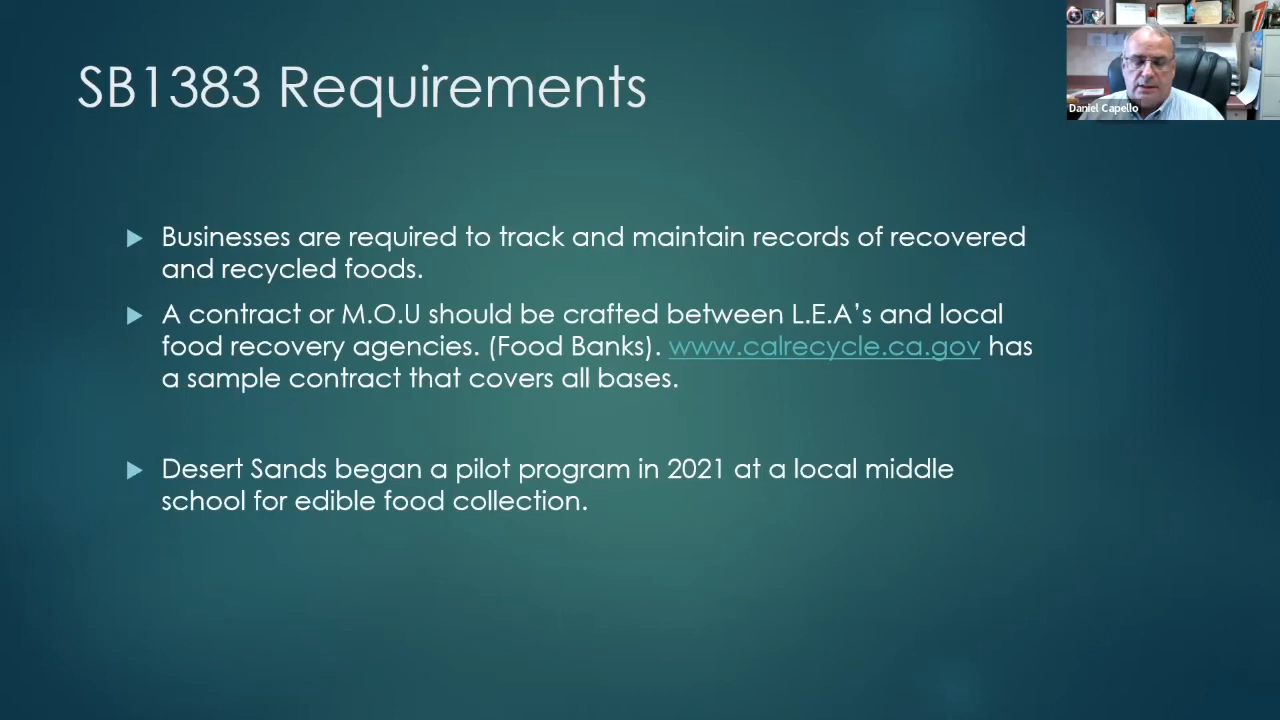 SB1383 Requirements
Daniel Capello
Businesses are required to track and maintain records of recovered
and recycled foods.
A contract or M.O.U should be crafted between L.E.A’s and local
food recovery agencies. (Food Banks). www.calrecycle.ca.gov has
a sample contract that covers all bases.
Desert Sands began a pilot program in 2021 at a local middle
school for edible food collection.